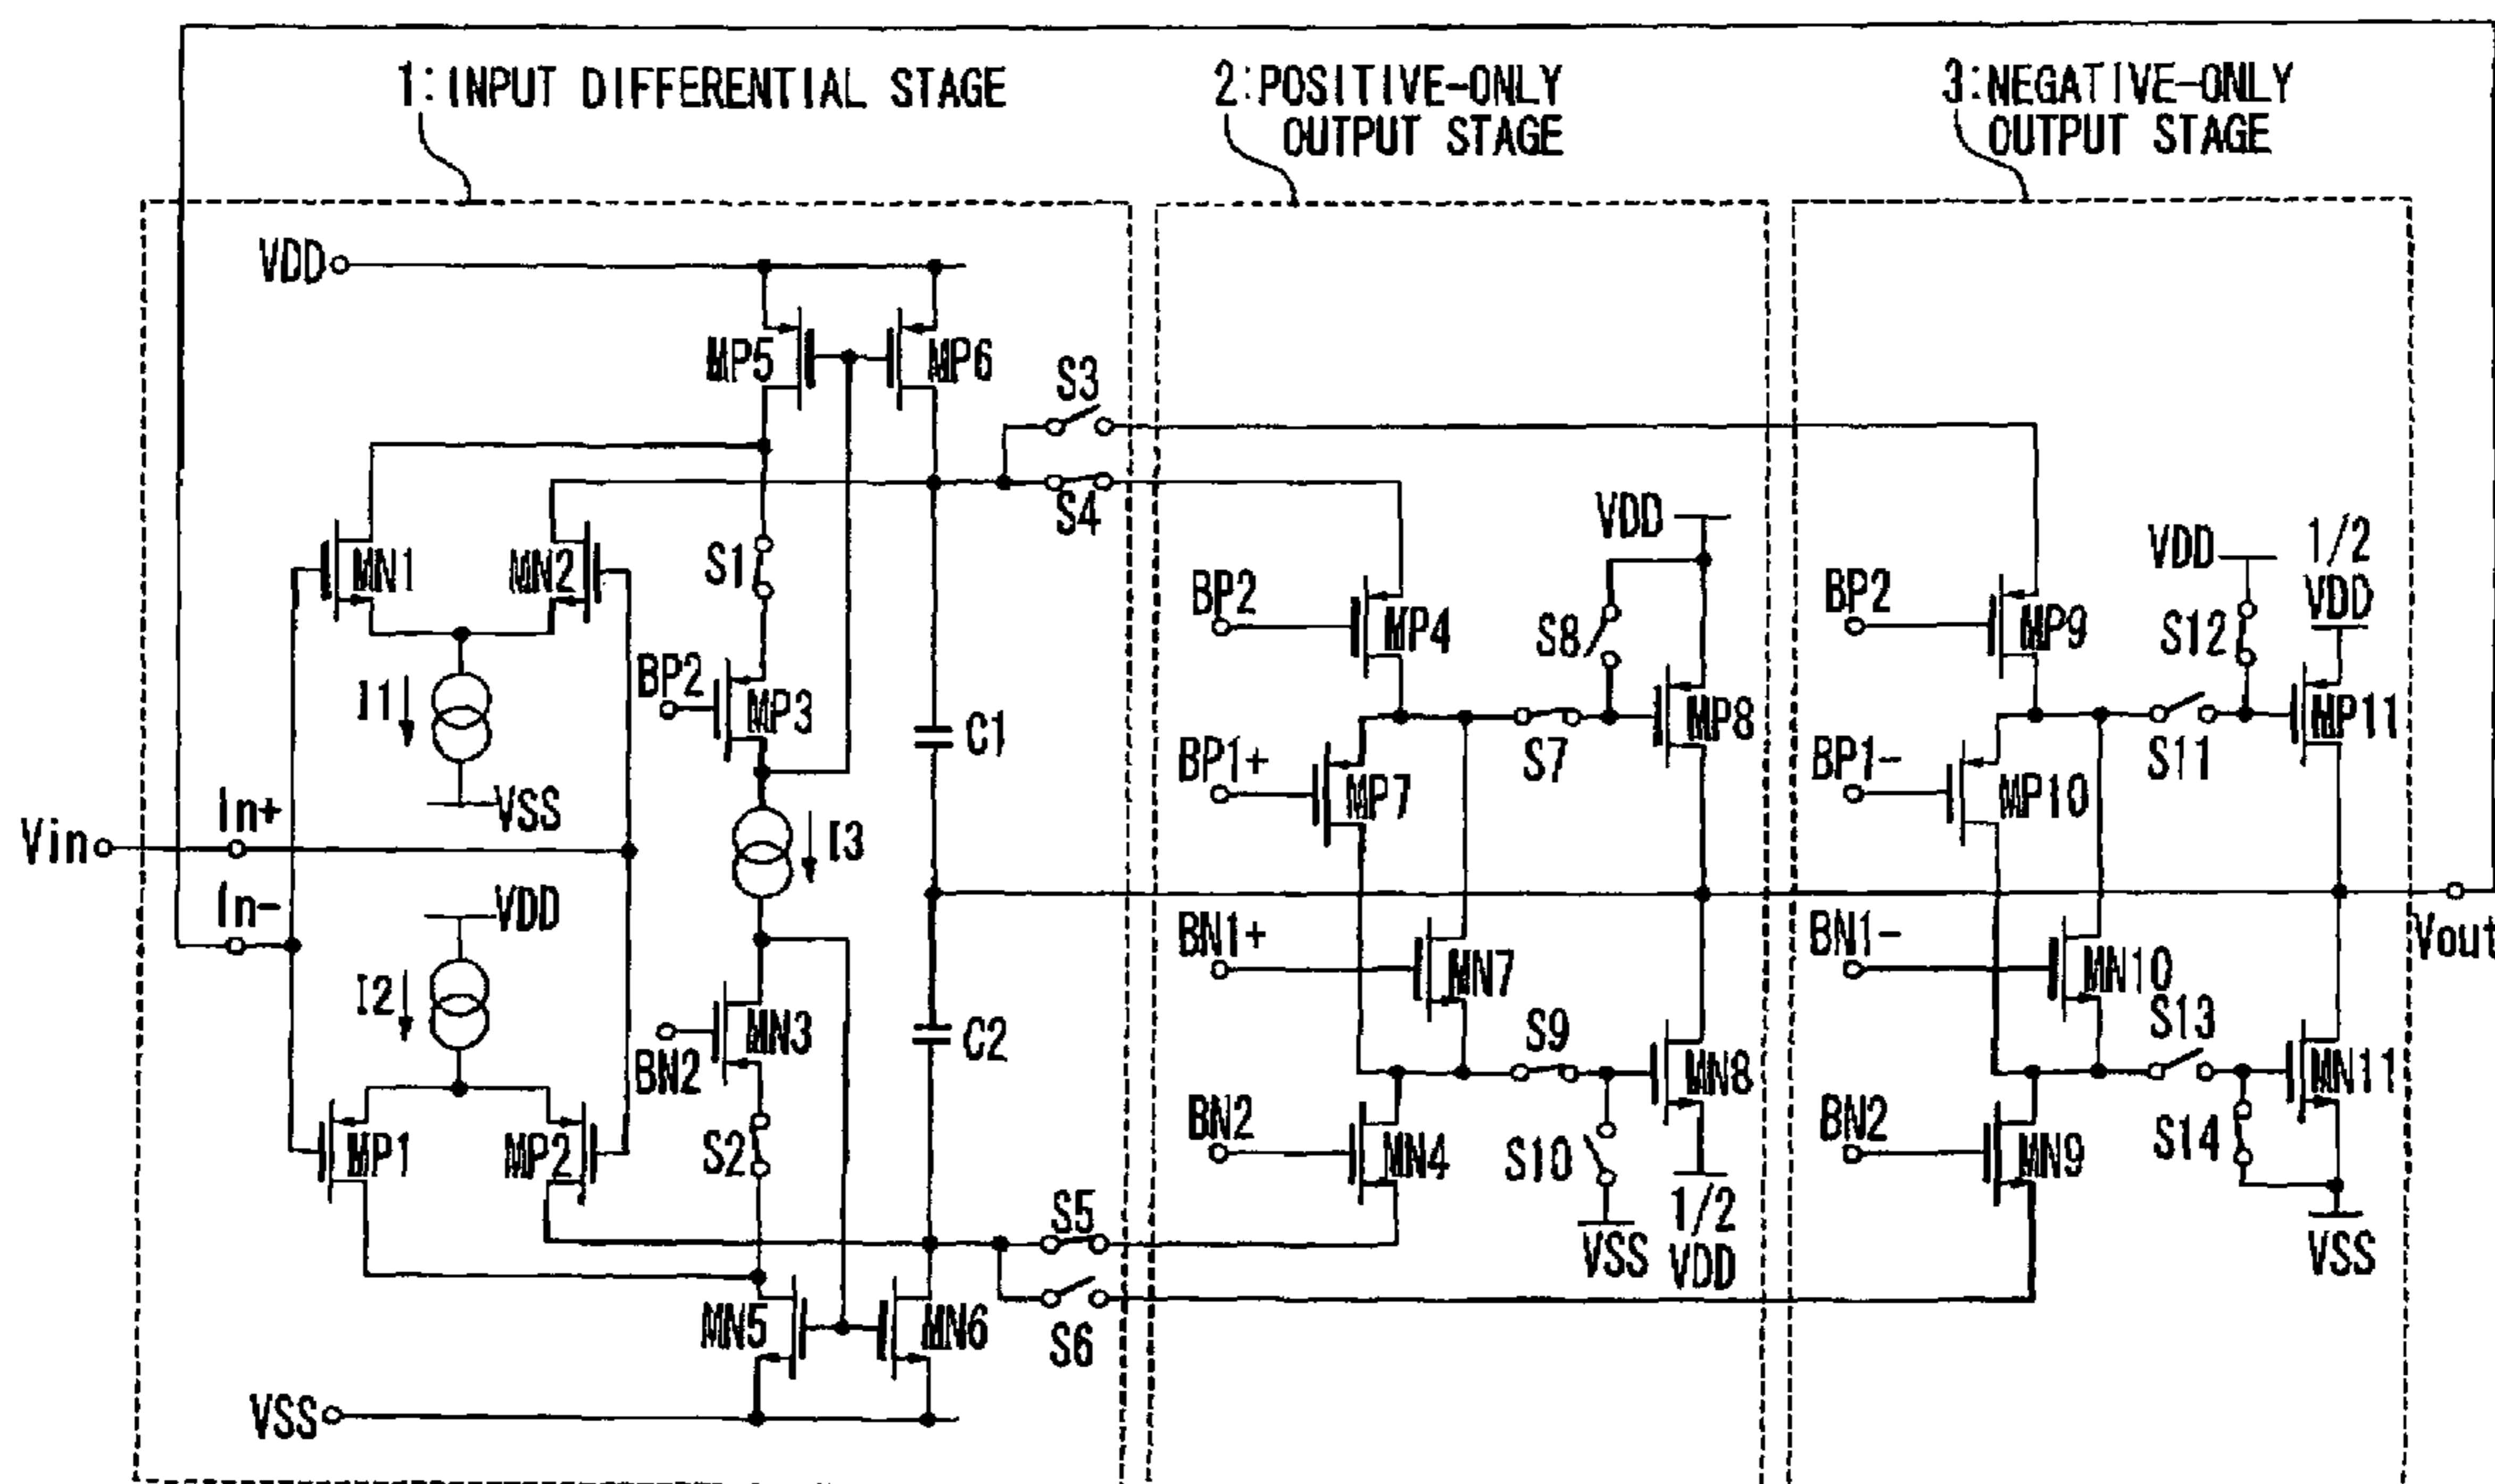 1:INPUT DIFFERENTIAL STAGE
2:POSITIVE-ONLY
OUTPUT STAGE
3:NEGATIVE-ONLY
OUTPUT STAGE
VDD
MP5
MP6
S3
S4
MN1
MN2
S1
VDD
VDD
1/2
VDD
BP2
MP4
S8
BP2
MP9
S12
I1
BP2
MP3
C1
MP8
MP11
BP1+
MP7
S7
BP1-
MP10
S11
VSS
In+
Vin
I3
In-
VDD
BN1+
MN7
BN1-
MN10
Vout
I2
MN3
BN2
C2
S9
MN8
S13
MN11
MP1
MP2
S2
BN2
MN4
S10
BN2
MN9
S14
S5
VSS
1/2
VDD
VSS
MN5
MN6
S6
VSS